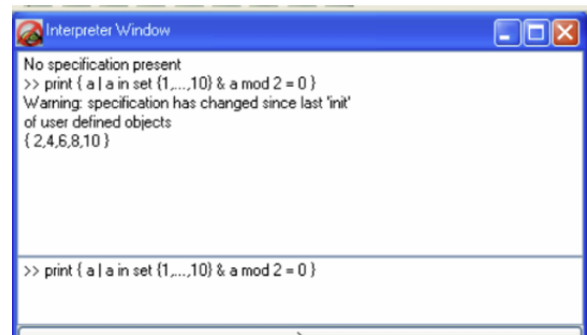 Interpreter Window
No specification present
>> print { a | a in set {1,...,10} & a mod 2 = 0 }
Warning: specification has changed since last 'init'
of user defined objects
{ 2,4,6,8,10 }
>> print { a | a in set {1,...,10} & a mod 2 = 0 }